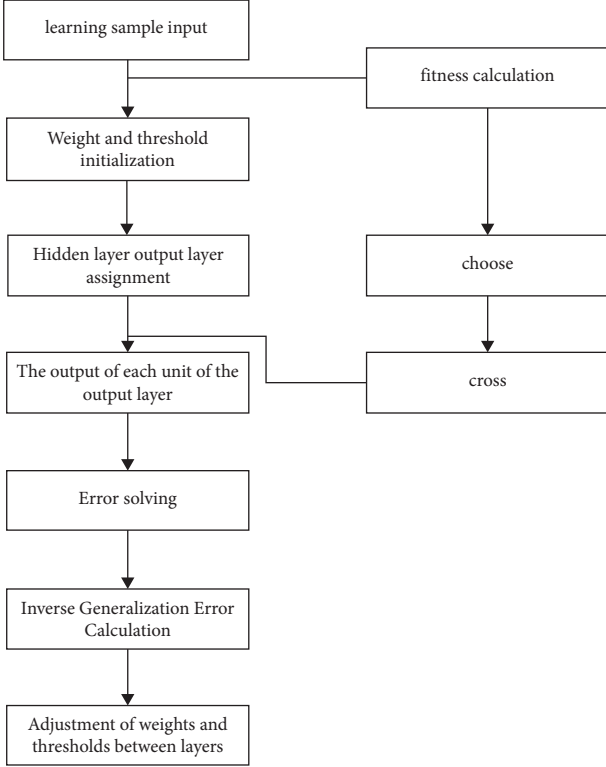 learning sample input
fitness calculation
Weight and threshold
initialization
Hidden layer output layer
assignment
choose
The output of each unit of the
output layer
cross
Error solving
Inverse Generalization Error
Calculation
Adjustment of weights and
thresholds between layers